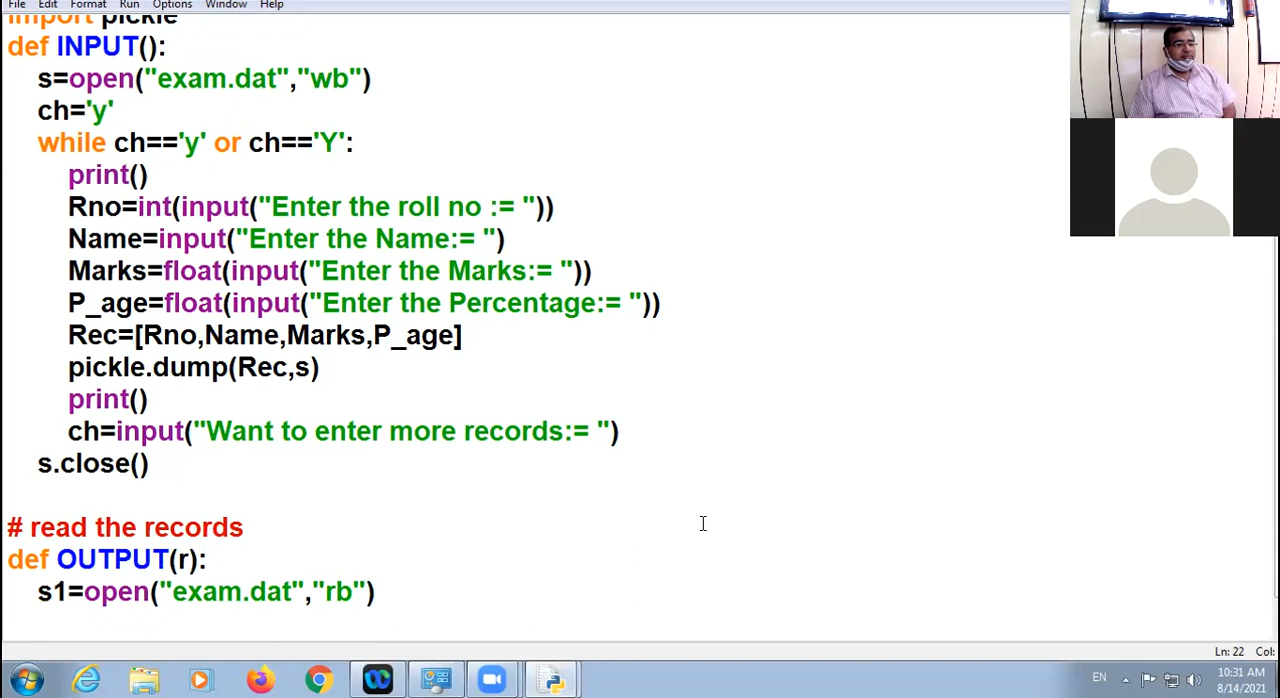 File Edit Format Run Options Window Help
import pickle
def INPUT():
s=open("exam.dat","wb")
ch='y'
while ch=='y' or ch=='Y':
print()
Rno=int(input("Enter the roll no := "))
Name=input("Enter the Name:= ")
Marks=float(input("Enter the Marks:= "))
P_age=float(input("Enter the Percentage:= "))
Rec=[Rno,Name,Marks,P_age]
pickle.dump(Rec,s)
print()
ch=input("Want to enter more records:= ")
s.close()
# read the records
def OUTPUT(r):
s1=open("exam.dat","rb")
Ln: 22 Col:
EN
10:31 AM
8/14/2021